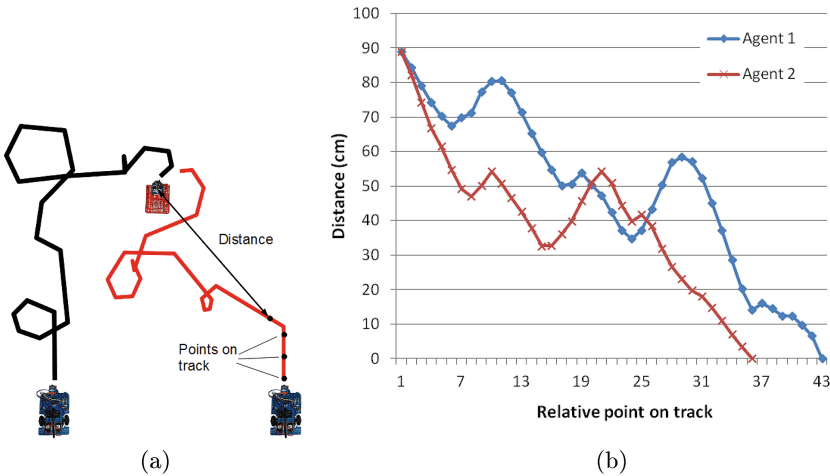 Distance
Points on
track
(a)
100
90
80
70
60
50
40
30
20
10
0
Distance (cm)
Agent 1
Agent 2
1 7 13 19 25 31 37 43
Relative point on track
(b)